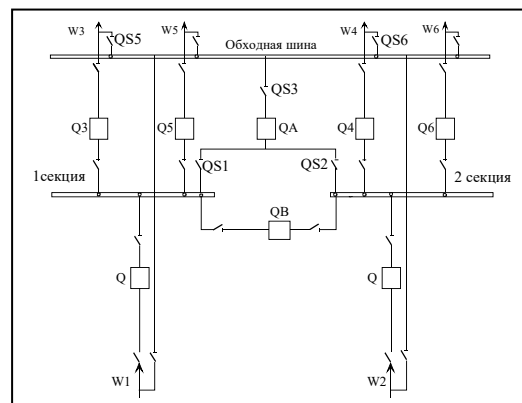 W3
W5
W4
W6
QS5
QS6
Обходная шина
QS3
Q3
Q5
QA
Q4
Q6
QS1
QS2
1секция
2 секция
QB
Q
Q
W1
W2